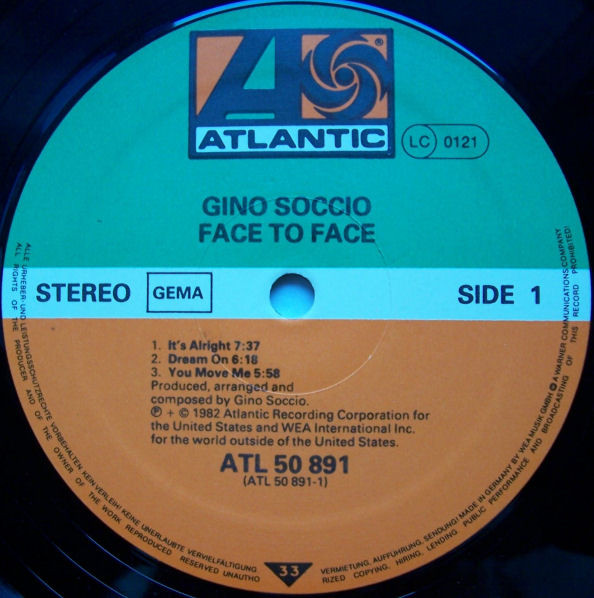 ATLANTIC
®
LC 0121
GINO SOCCIO
FACE TO FACE
STEREO GEMA SIDE 1
1. It's Alright 7:37
2. Dream On 6:18
3. You Move Me 5:58
Produced, arranged and
composed by Gino Soccio.
℗ + © 1982 Atlantic Recording Corporation for
the United States and WEA International Inc.
for the world outside of the United States.
ATL 50 891
(ATL 50 891-1)
33
ALLE URHEBER- UND LEISTUNGSSCHUTZRECHTE VORBEHALTEN. KEIN VERLEIH! KEINE UNERLAUBTE VERVIELFÄLTIGUNG, VERMIETUNG, AUFFÜHRUNG, SENDUNG! MADE IN GERMANY BY WEA MUSIK GMBH A WARNER COMMUNICATIONS COMPANY
ALL RIGHTS OF THE PRODUCER AND OF THE OWNER OF THE WORK REPRODUCED RESERVED UNAUTHORIZED COPYING, HIRING, LENDING PUBLIC PERFORMANCE AND BROADCASTING OF THIS RECORD PROHIBITED!